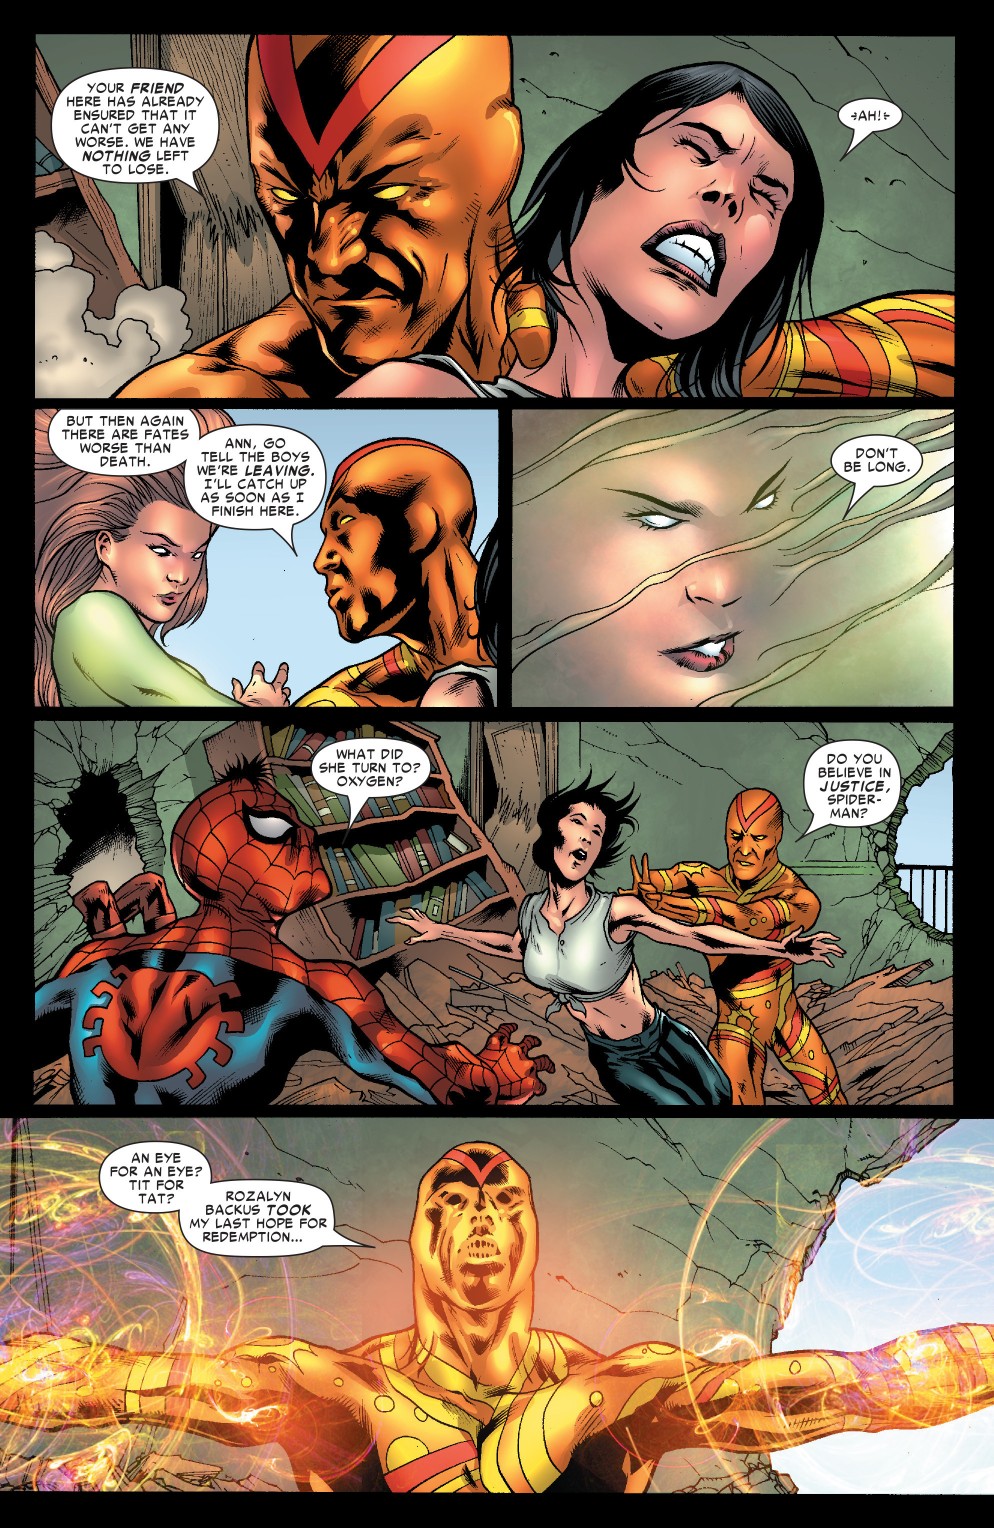 YOUR FRIEND
HERE HAS ALREADY
ENSURED THAT IT
CAN'T GET ANY
WORSE. WE HAVE
NOTHING LEFT
TO LOSE.
AH!
BUT THEN AGAIN
THERE ARE FATES
WORSE THAN
DEATH.
ANN, GO
TELL THE BOYS
WE'RE LEAVING.
I'LL CATCH UP
AS SOON AS I
FINISH HERE.
DON'T
BE LONG.
WHAT DID
SHE TURN TO?
OXYGEN?
DO YOU
BELIEVE IN
JUSTICE,
SPIDER-
MAN?
AN EYE
FOR AN EYE?
TIT FOR
TAT?
ROZALYN
BACKUS TOOK
MY LAST HOPE FOR
REDEMPTION...